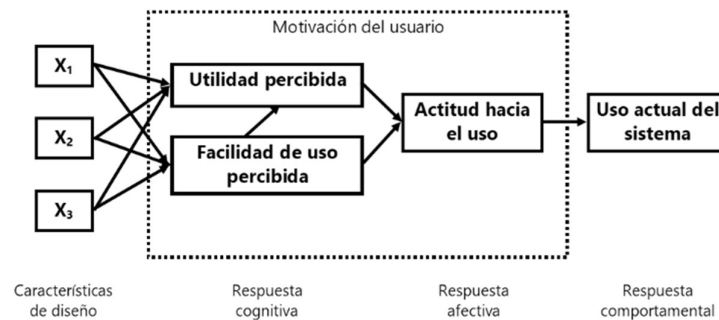 Motivación del usuario
X₁
X₂
X₃
Utilidad percibida
Facilidad de uso
percibida
Actitud hacia
el uso
Uso actual del
sistema
Características
de diseño
Respuesta
cognitiva
Respuesta
afectiva
Respuesta
comportamental